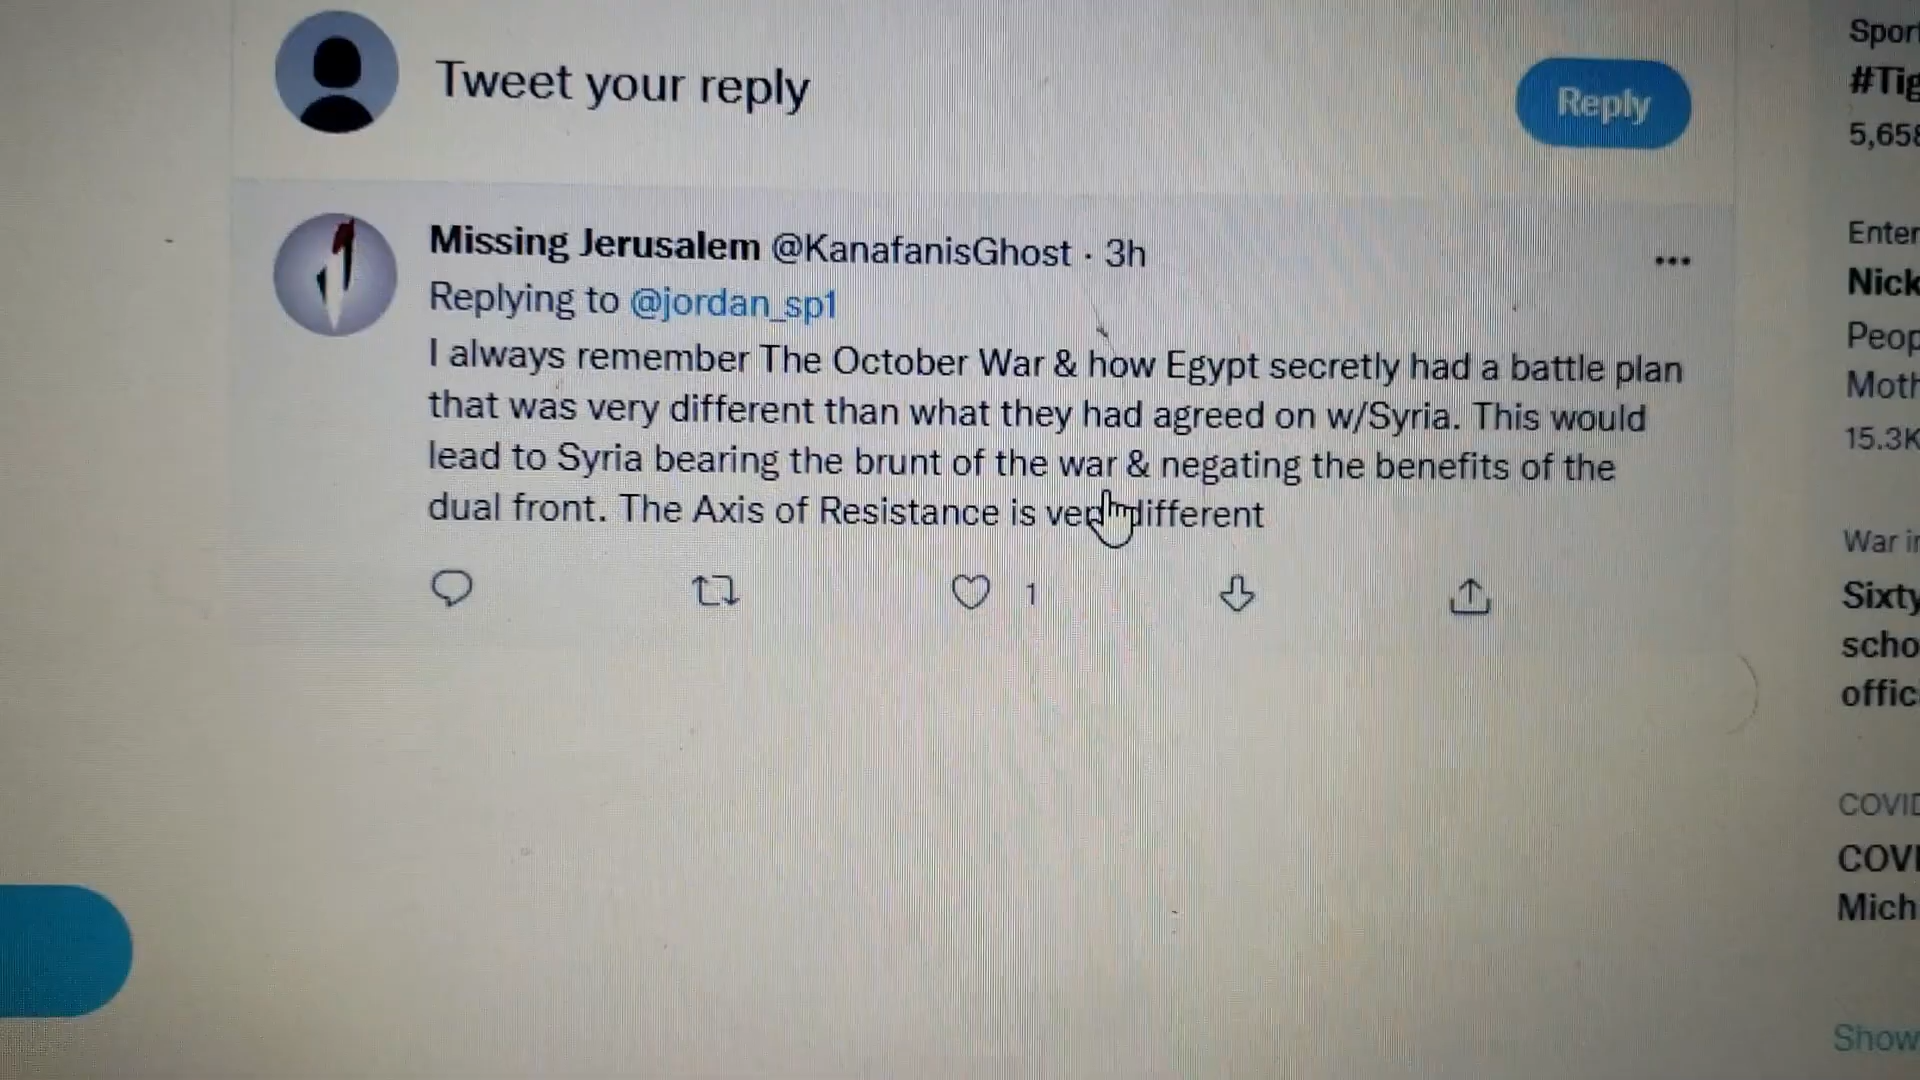 Tweet your reply
Reply
Missing Jerusalem @KanafanisGhost · 3h
...
Replying to @jordan_sp1
I always remember The October War & how Egypt secretly had a battle plan
that was very different than what they had agreed on w/Syria. This would
lead to Syria bearing the brunt of the war & negating the benefits of the
dual front. The Axis of Resistance is very different
1
Spor
#Tig
5,658
Enter
Nick
Peop
Moth
15.3K
War in
Sixty
scho
offic
COVID
COVI
Mich
Show